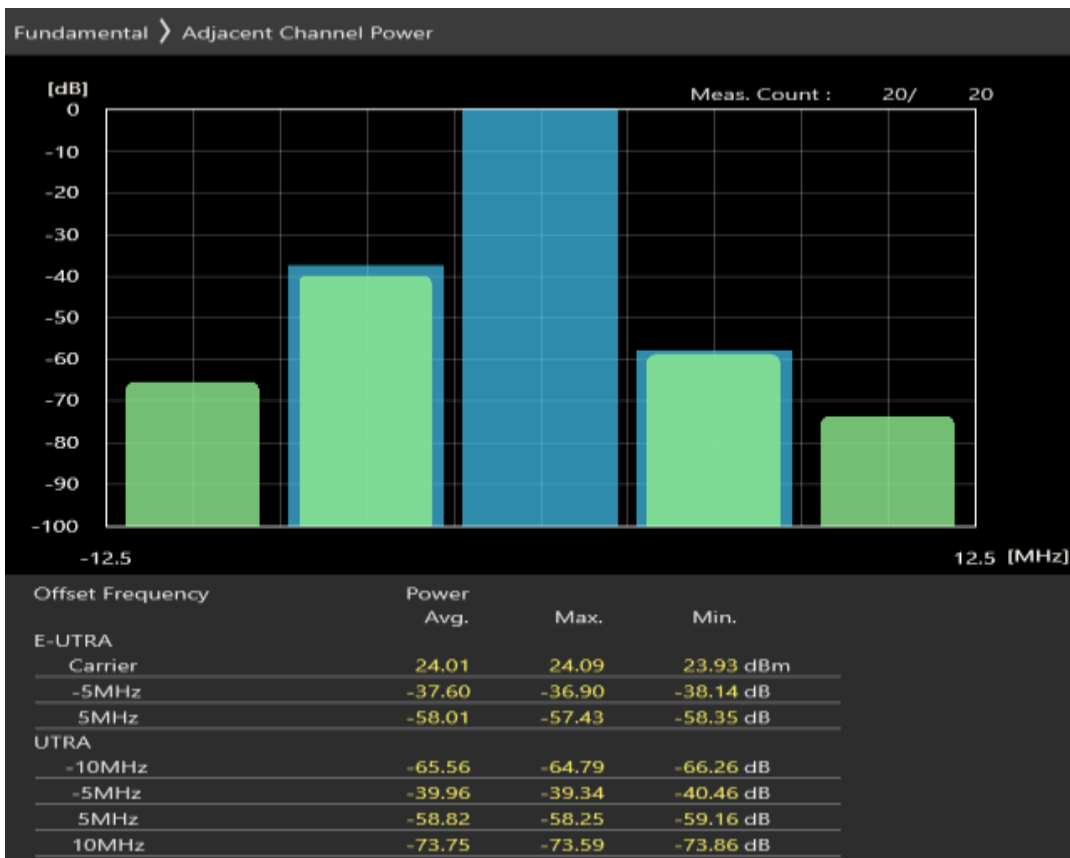 Fundamental ❯ Adjacent Channel Power
[dB]
Meas. Count : 20/ 20
0
-10
-20
-30
-40
-50
-60
-70
-80
-90
-100
-12.5 12.5 [MHz]
Offset Frequency Power
Avg. Max. Min.
E-UTRA
Carrier 24.01 24.09 23.93 dBm
-5MHz -37.60 -36.90 -38.14 dB
5MHz -58.01 -57.43 -58.35 dB
UTRA
-10MHz -65.56 -64.79 -66.26 dB
-5MHz -39.96 -39.34 -40.46 dB
5MHz -58.82 -58.25 -59.16 dB
10MHz -73.75 -73.59 -73.86 dB